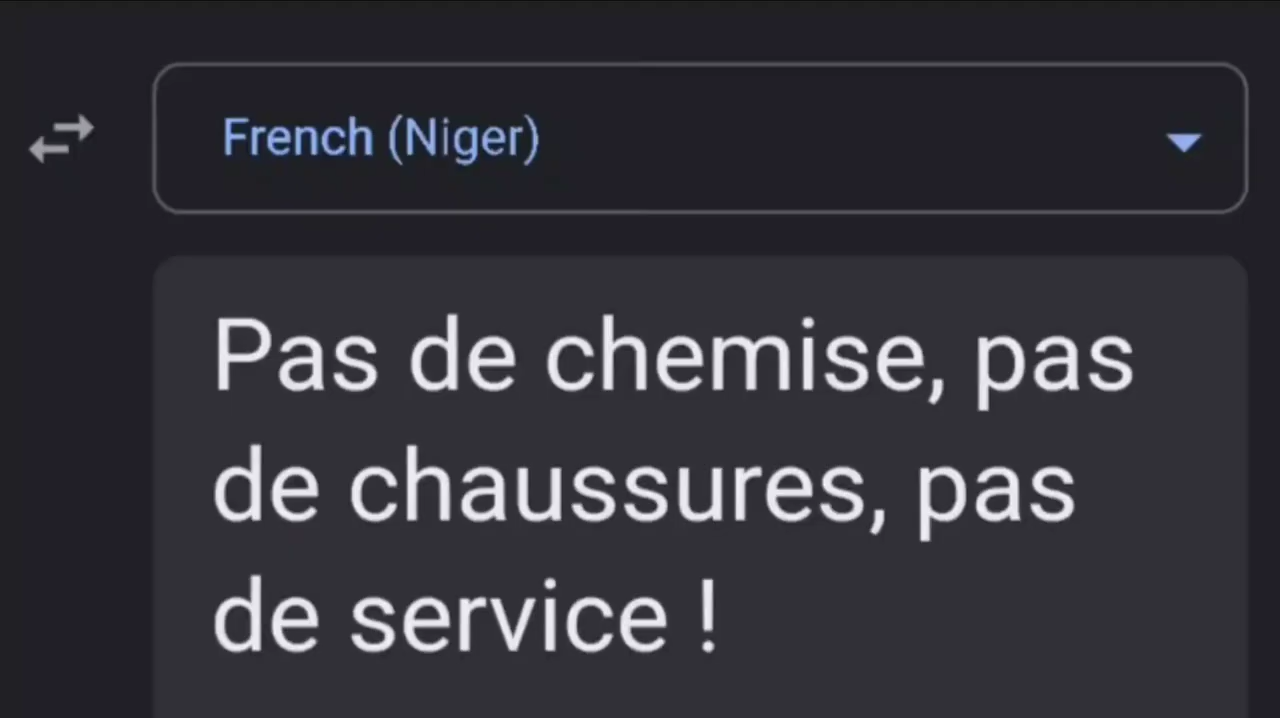 French (Niger)
Pas de chemise, pas
de chaussures, pas
de service !